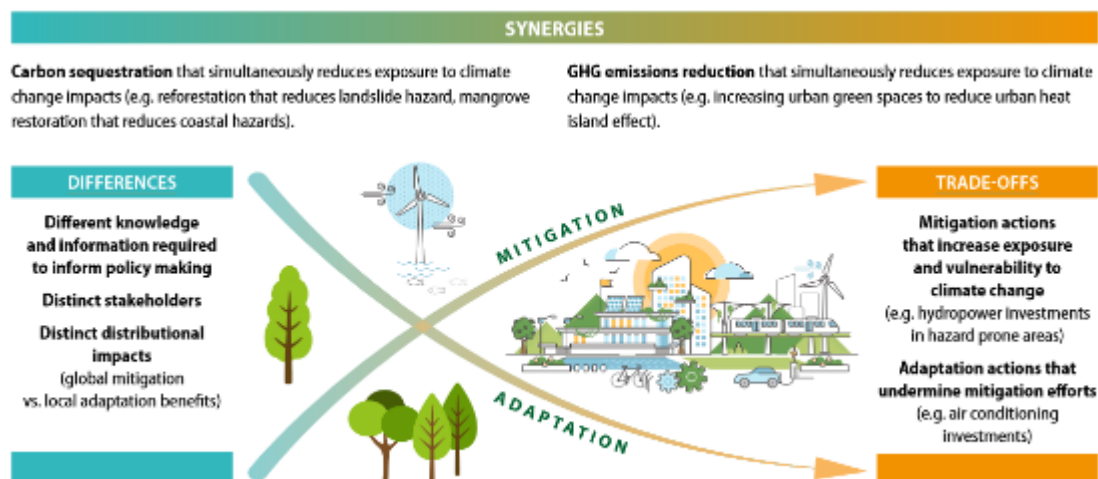 SYNERGIES
Carbon sequestration that simultaneously reduces exposure to climate
change impacts (e.g. reforestation that reduces landslide hazard, mangrove
restoration that reduces coastal hazards).
GHG emissions reduction that simultaneously reduces exposure to climate
change impacts (e.g. increasing urban green spaces to reduce urban heat
island effect).
DIFFERENCES
Different knowledge
and information required
to inform policy making
Distinct stakeholders
Distinct distributional
impacts
(global mitigation
vs. local adaptation benefits)
MITIGATION
ADAPTATION
TRADE-OFFS
Mitigation actions
that increase exposure
and vulnerability to
climate change
(e.g. hydropower investments
in hazard prone areas)
Adaptation actions that
undermine mitigation efforts
(e.g. air conditioning
investments)